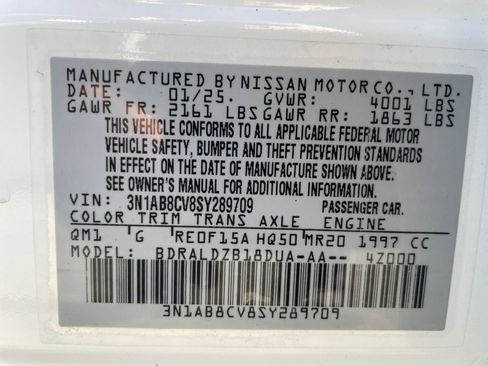 MANUFACTURED BY NISSAN MOTOR CO., LTD.
DATE: 01/25. GVWR: 4001 LBS
GAWR FR: 2161 LBS GAWR RR: 1863 LBS
THIS VEHICLE CONFORMS TO ALL APPLICABLE FEDERAL MOTOR
VEHICLE SAFETY, BUMPER AND THEFT PREVENTION STANDARDS
IN EFFECT ON THE DATE OF MANUFACTURE SHOWN ABOVE.
SEE OWNER'S MANUAL FOR ADDITIONAL INFORMATION.
VIN: 3N1AB8CV8SY289709 PASSENGER CAR.
COLOR TRIM TRANS AXLE ENGINE
QM1 G RE0F15A HQ50 MR20 1997 CC
MODEL: BDRALDZB18DUA-AA-- 4Z000
3N1AB8CV8SY289709